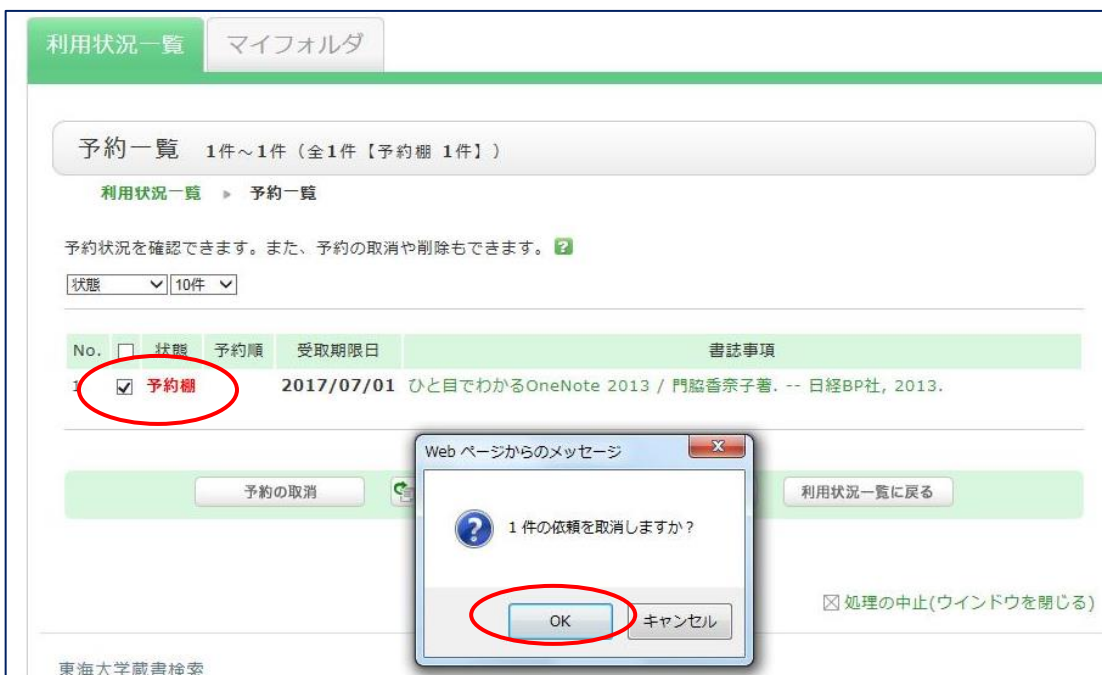 利用状況一覧 マイフォルダ
予約一覧 1件～1件（全1件【予約棚 1件】）
利用状況一覧 ▶ 予約一覧
予約状況を確認できます。また、予約の取消や削除もできます。 ?
状態 10件
No. 状態 予約順 受取期限日 書誌事項
予約棚 2017/07/01 ひと目でわかるOneNote 2013 / 門脇香奈子著. -- 日経BP社, 2013.
Web ページからのメッセージ
予約の取消 利用状況一覧に戻る
1 件の依頼を取消しますか？
OK キャンセル
処理の中止(ウインドウを閉じる)
東海大学蔵書検索